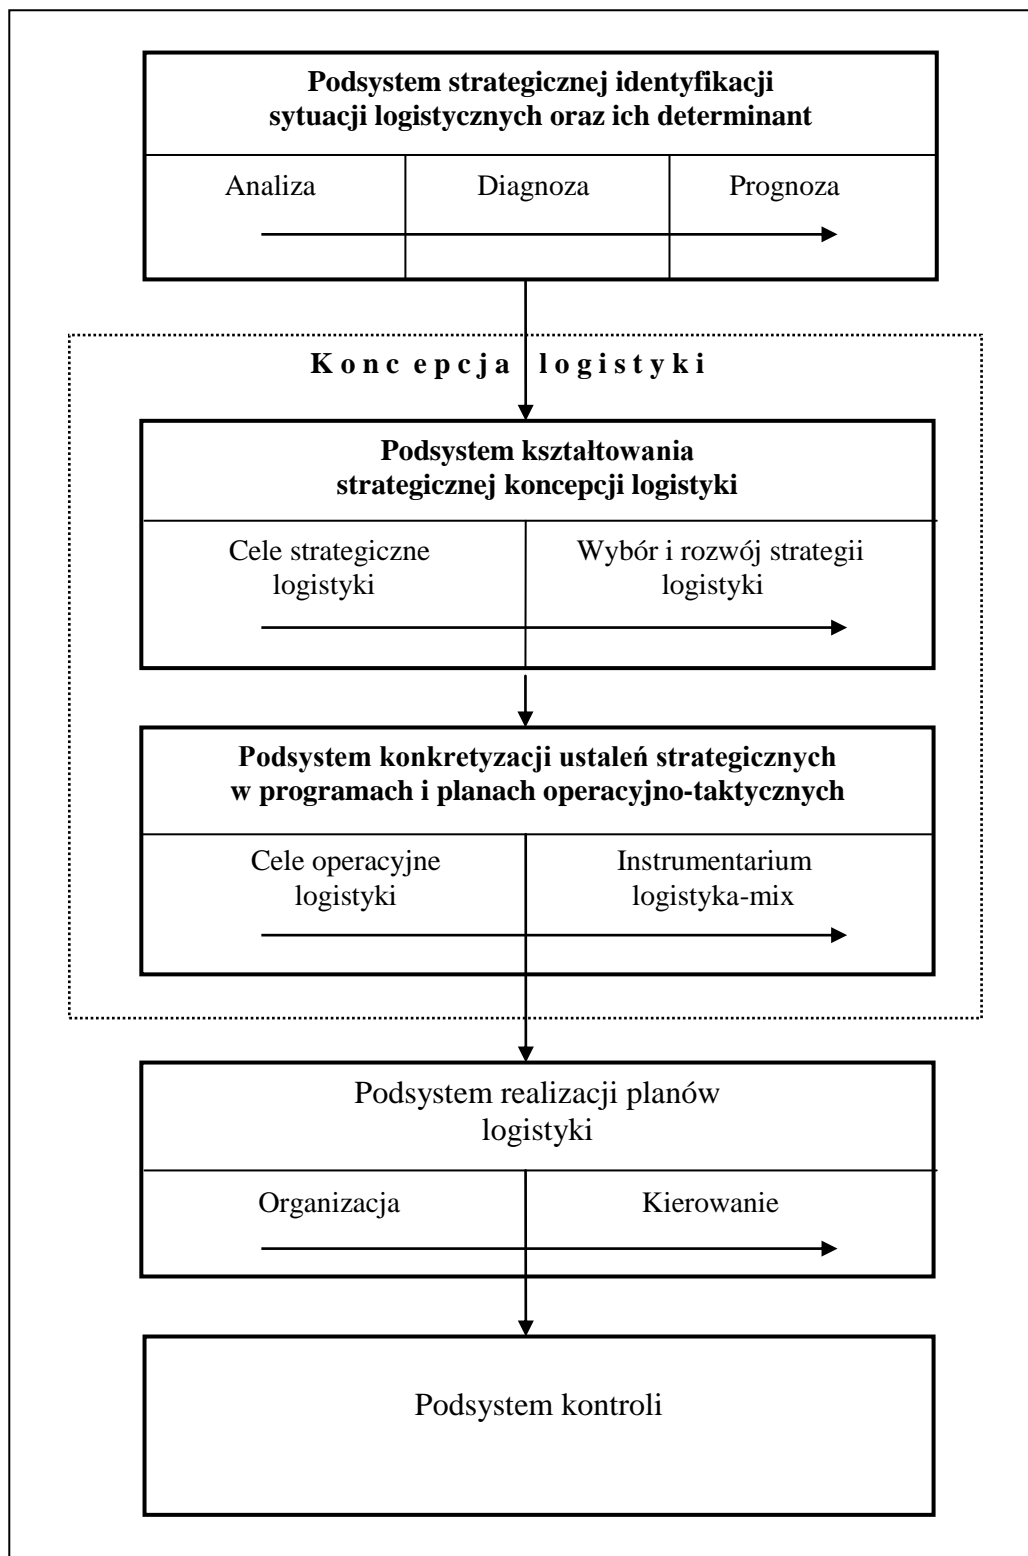 Podsystem strategicznej identyfikacji
sytuacji logistycznych oraz ich determinant
Analiza
Diagnoza
Prognoza
Koncepcja logistyki
Podsystem kształtowania
strategicznej koncepcji logistyki
Cele strategiczne
logistyki
Wybór i rozwój strategii
logistyki
Podsystem konkretyzacji ustaleń strategicznych
w programach i planach operacyjno-taktycznych
Cele operacyjne
logistyki
Instrumentarium
logistyka-mix
Podsystem realizacji planów
logistyki
Organizacja
Kierowanie
Podsystem kontroli